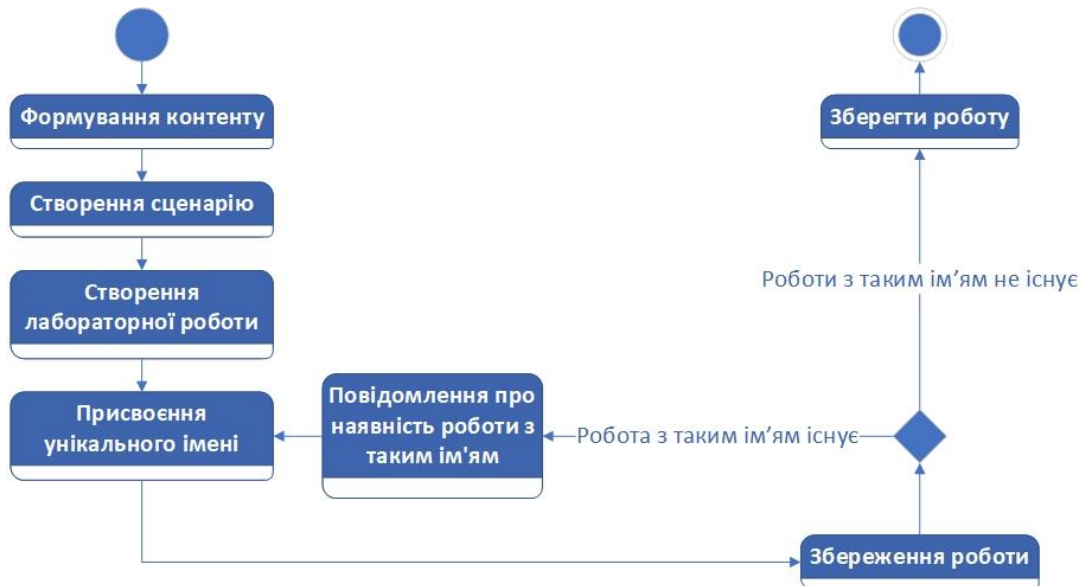 Формування контенту
Створення сценарію
Створення
лабораторної роботи
Присвоєння
унікального імені
Повідомлення про
наявність роботи з
таким ім'ям
Робота з таким ім’ям існує
Збереження роботи
Роботи з таким ім’ям не існує
Зберегти роботу